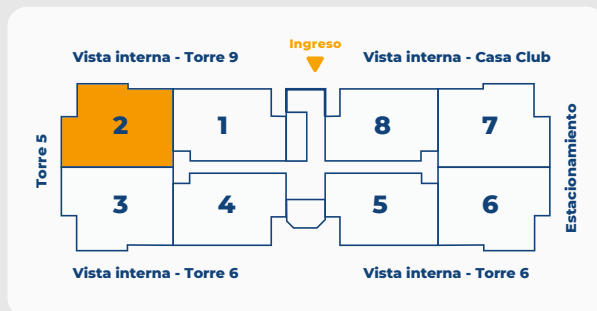 Ingreso
Vista interna - Torre 9
Vista interna - Casa Club
2
1
8
7
Torre 5
Estacionamiento
3
4
5
6
Vista interna - Torre 6
Vista interna - Torre 6